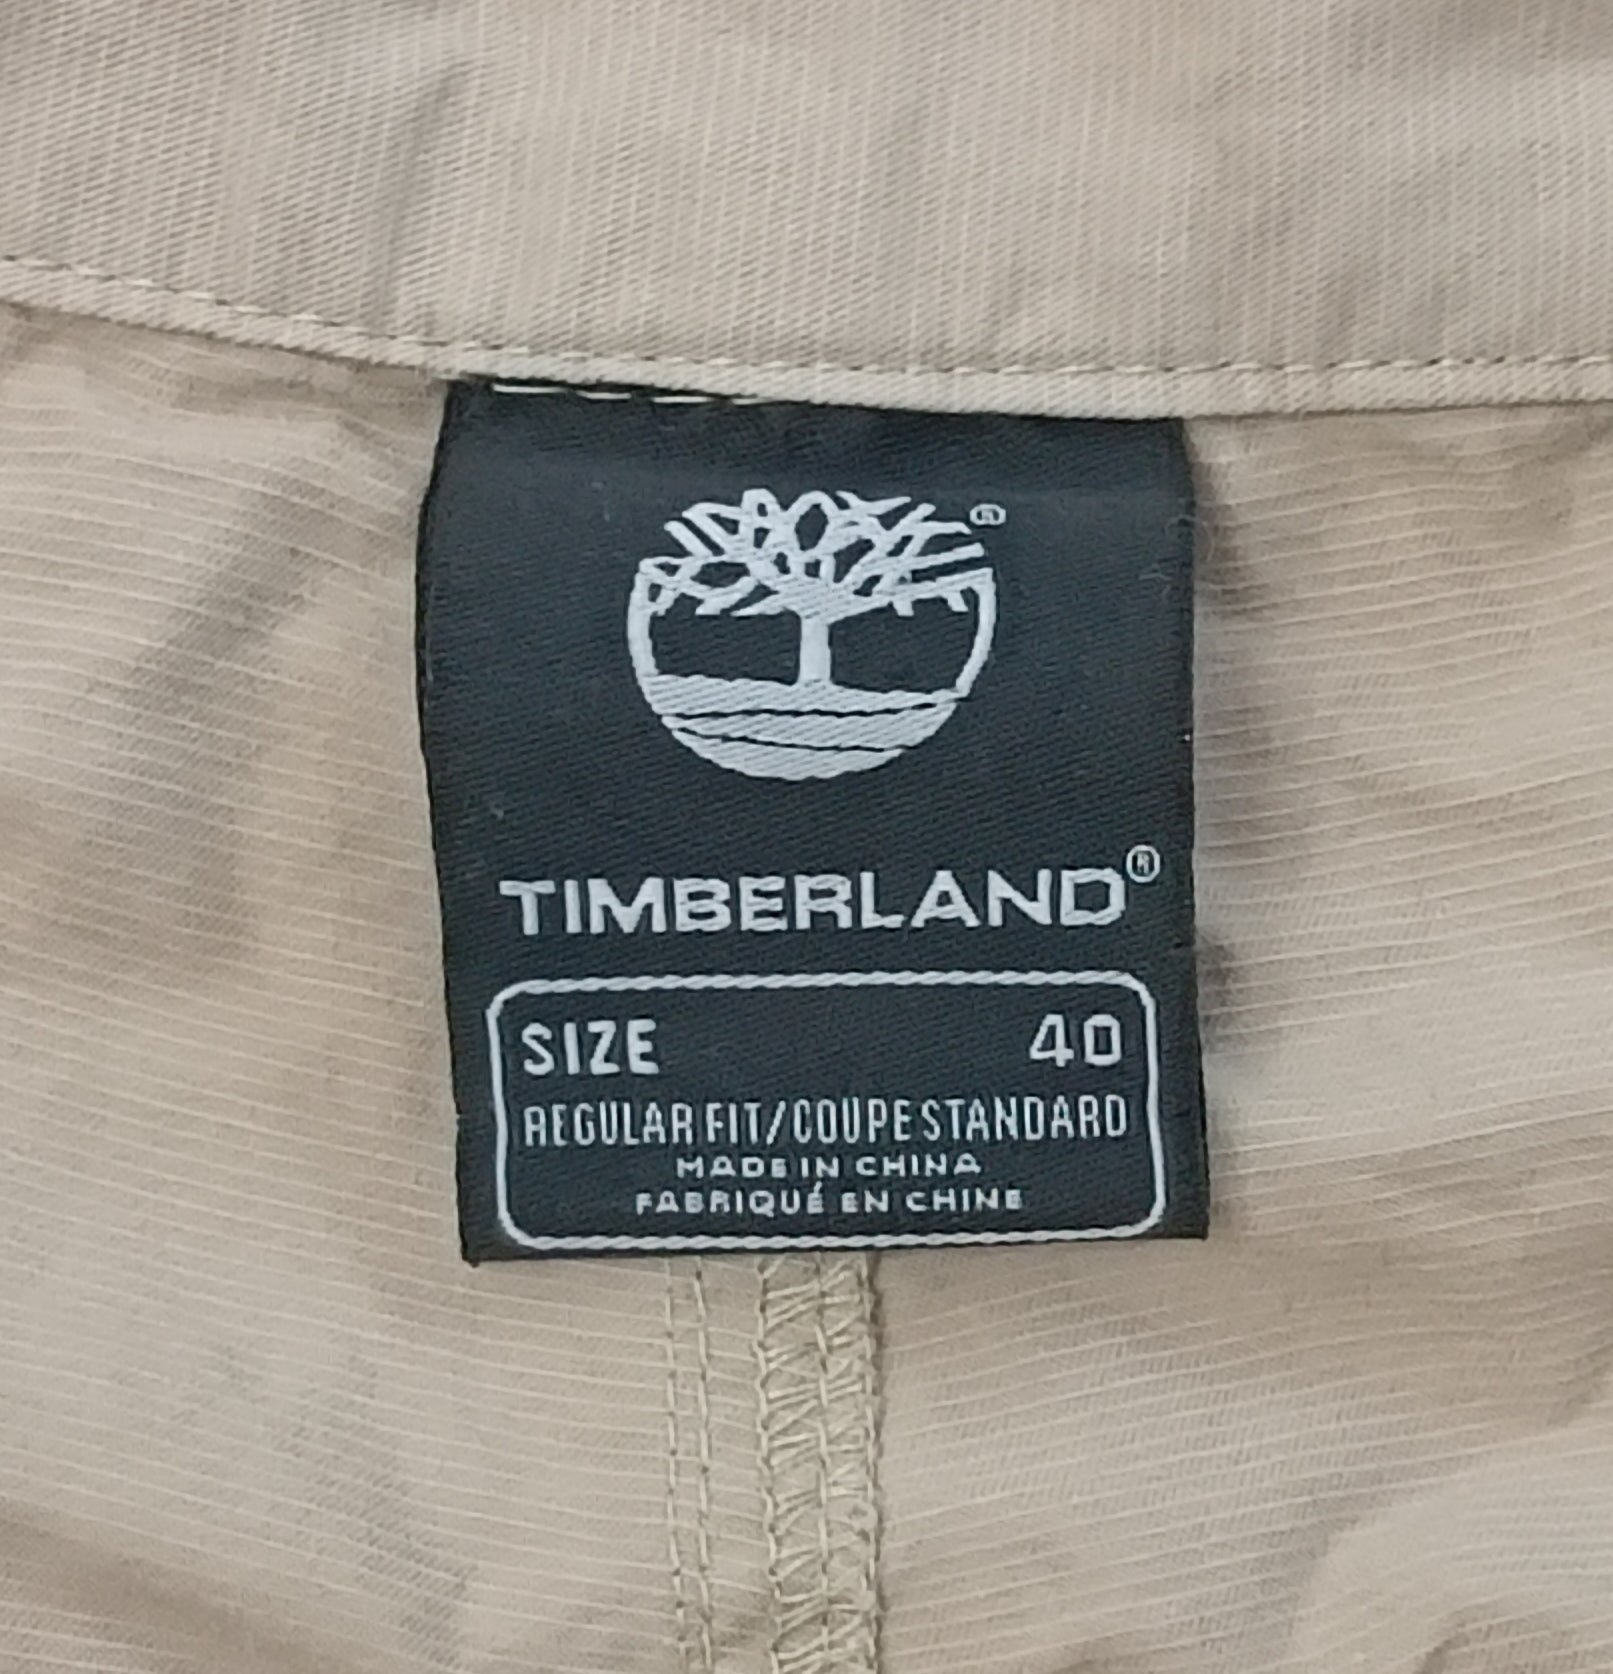 ®
TIMBERLAND®
SIZE 40
REGULAR FIT/COUPE STANDARD
MADE IN CHINA
FABRIQUÉ EN CHINE